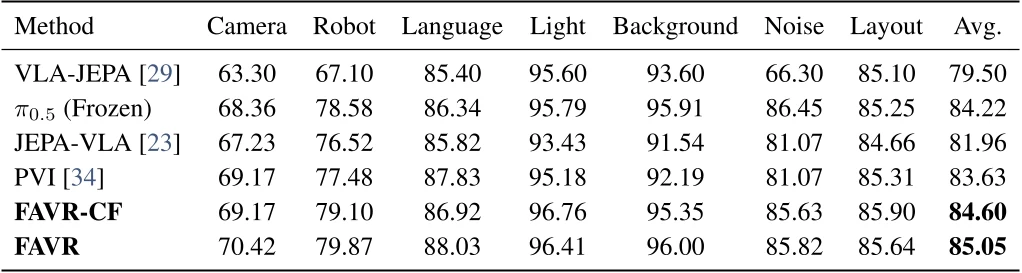 Method Camera Robot Language Light Background Noise Layout Avg.
VLA-JEPA [29] 63.30 67.10 85.40 95.60 93.60 66.30 85.10 79.50
π0.5 (Frozen) 68.36 78.58 86.34 95.79 95.91 86.45 85.25 84.22
JEPA-VLA [23] 67.23 76.52 85.82 93.43 91.54 81.07 84.66 81.96
PVI [34] 69.17 77.48 87.83 95.18 92.19 81.07 85.31 83.63
FAVR-CF 69.17 79.10 86.92 96.76 95.35 85.63 85.90 84.60
FAVR 70.42 79.87 88.03 96.41 96.00 85.82 85.64 85.05